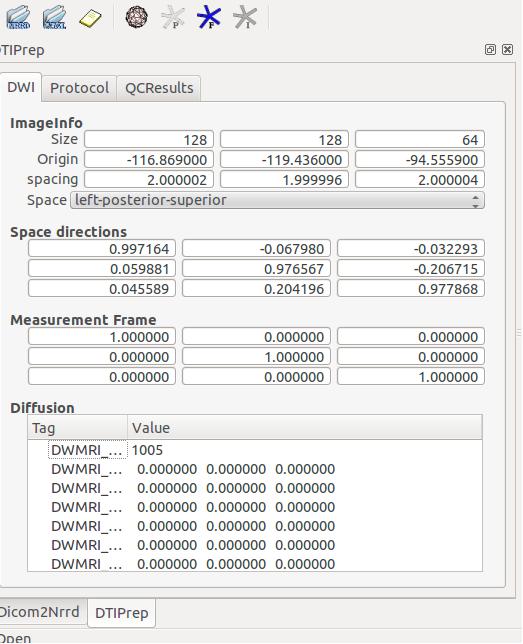 DTIPrep
DWI Protocol QCResults
ImageInfo
Size 128 128 64
Origin -116.869000 -119.436000 -94.555900
spacing 2.000002 1.999996 2.000004
Space left-posterior-superior
Space directions
0.997164 -0.067980 -0.032293
0.059881 0.976567 -0.206715
0.045589 0.204196 0.977868
Measurement Frame
1.000000 0.000000 0.000000
0.000000 1.000000 0.000000
0.000000 0.000000 1.000000
Diffusion
Tag Value
DWMRI_... 1005
DWMRI_... 0.000000 0.000000 0.000000
DWMRI_... 0.000000 0.000000 0.000000
DWMRI_... 0.000000 0.000000 0.000000
DWMRI_... 0.000000 0.000000 0.000000
DWMRI_... 0.000000 0.000000 0.000000
DWMRI_... 0.000000 0.000000 0.000000
Dicom2Nrrd DTIPrep
Open